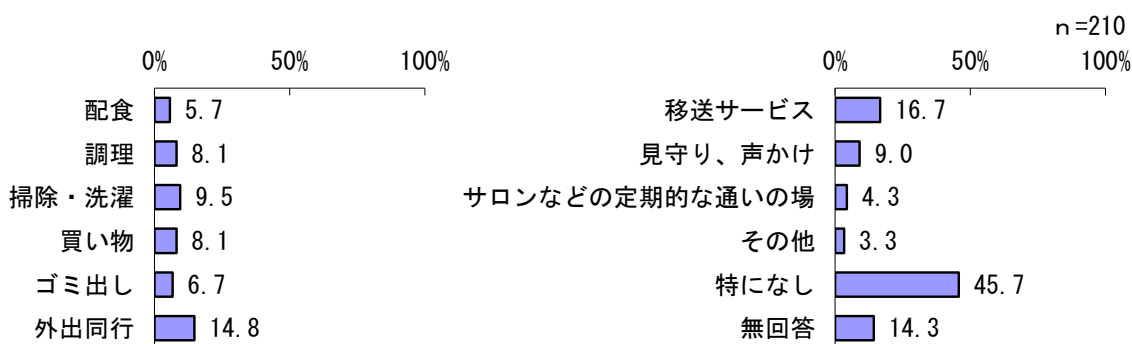 ｎ=210
0% 50% 100%
配食 5.7
調理 8.1
掃除・洗濯 9.5
買い物 8.1
ゴミ出し 6.7
外出同行 14.8
0% 50% 100%
移送サービス 16.7
見守り、声かけ 9.0
サロンなどの定期的な通いの場 4.3
その他 3.3
特になし 45.7
無回答 14.3